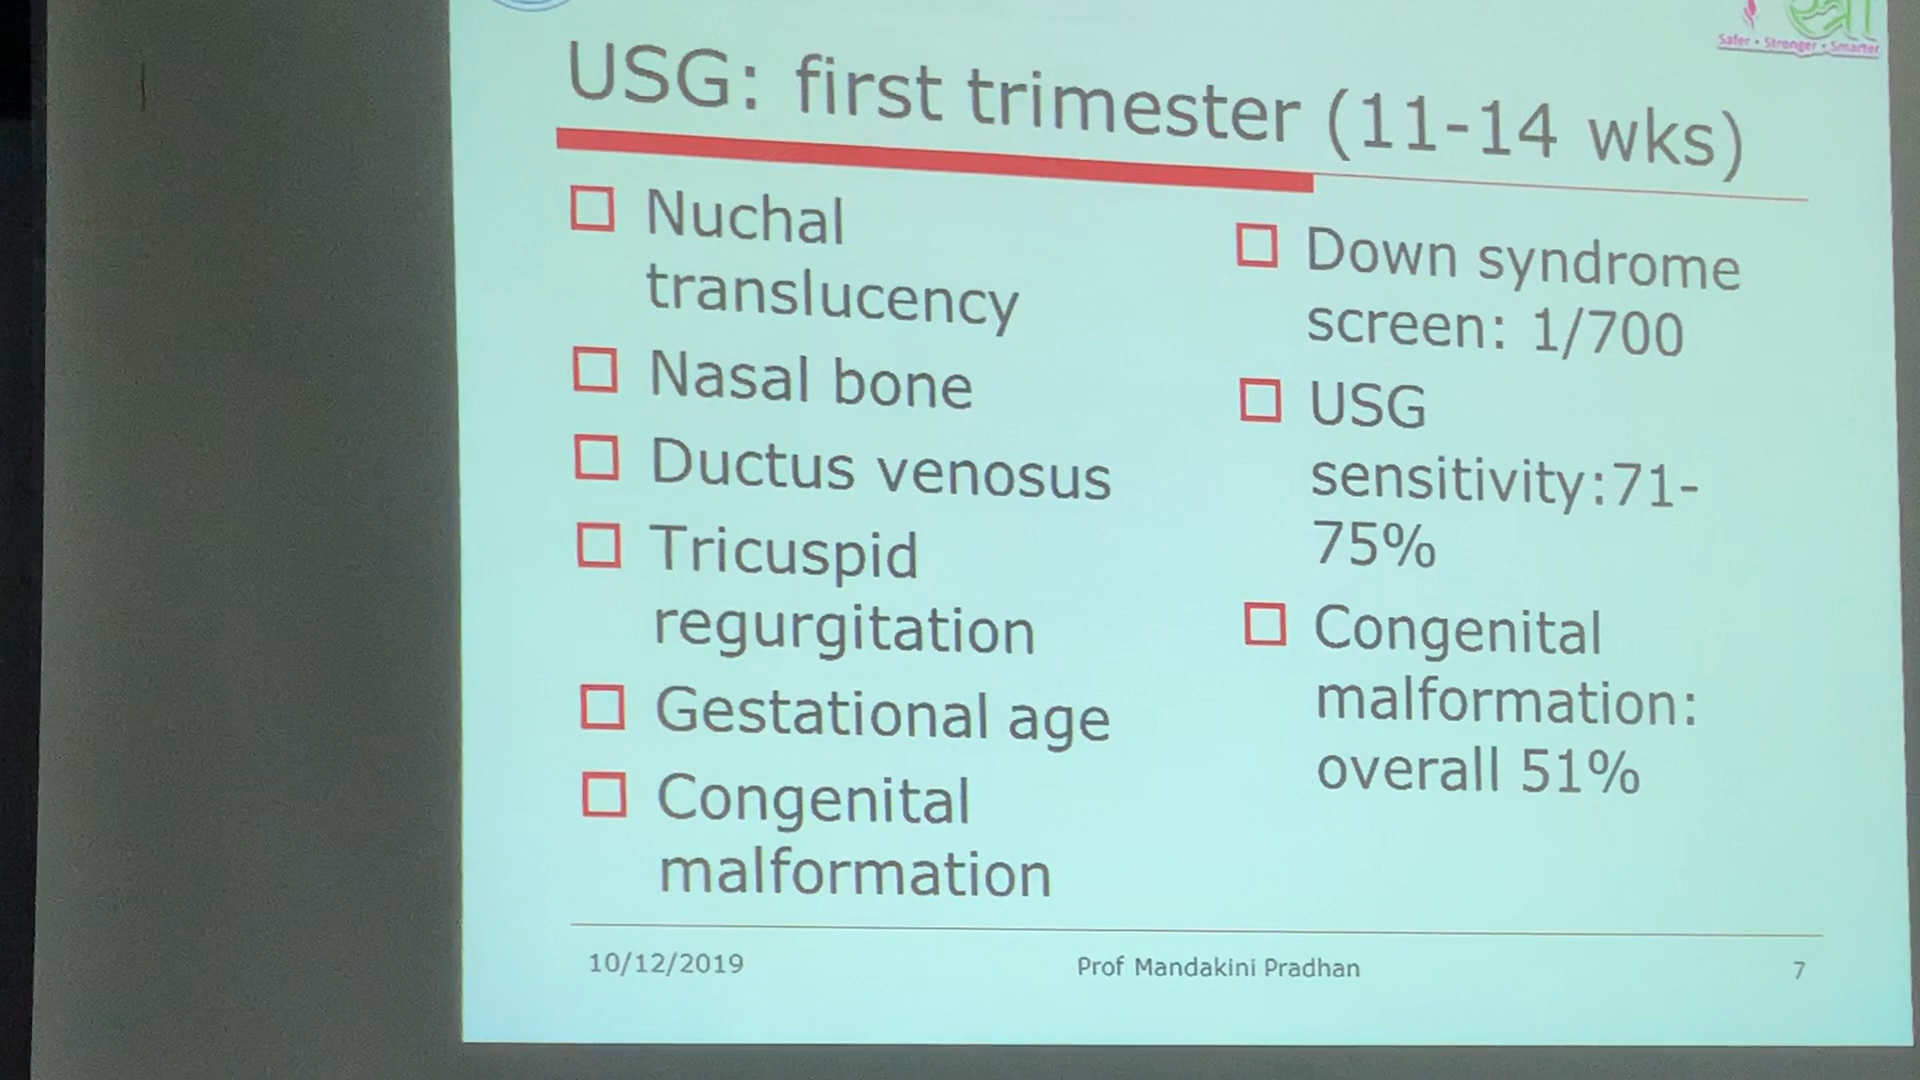 Safer • Stronger • Smarter
USG: first trimester (11-14 wks)
Nuchal
translucency
Nasal bone
Ductus venosus
Tricuspid
regurgitation
Gestational age
Congenital
malformation
Down syndrome
screen: 1/700
USG
sensitivity:71-
75%
Congenital
malformation:
overall 51%
10/12/2019
Prof Mandakini Pradhan
7